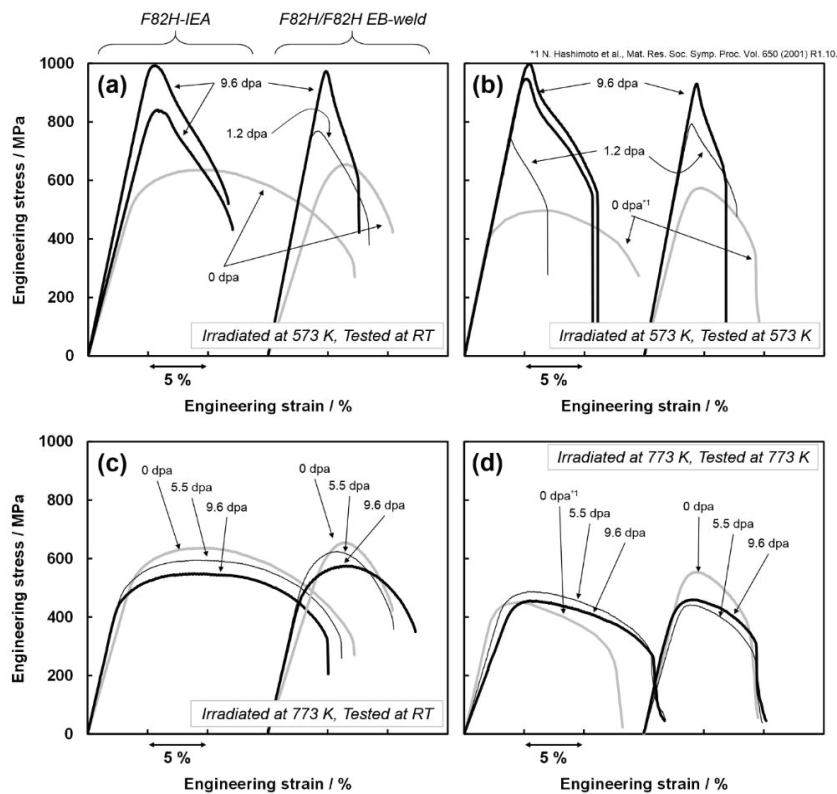 F82H-IEA
F82H/F82H EB-weld
*1 N. Hashimoto et al., Mat. Res. Soc. Symp. Proc. Vol. 650 (2001) R1.10.
Engineering stress / MPa
1000
800
600
400
200
0
(a)
9.6 dpa
1.2 dpa
0 dpa
Irradiated at 573 K, Tested at RT
5 %
Engineering strain / %
(b)
9.6 dpa
1.2 dpa
0 dpa*1
Irradiated at 573 K, Tested at 573 K
5 %
Engineering strain / %
Engineering stress / MPa
1000
800
600
400
200
0
(c)
0 dpa
5.5 dpa
9.6 dpa
0 dpa
5.5 dpa
9.6 dpa
Irradiated at 773 K, Tested at RT
5 %
Engineering strain / %
(d)
Irradiated at 773 K, Tested at 773 K
0 dpa*1
5.5 dpa
9.6 dpa
0 dpa
5.5 dpa
9.6 dpa
5 %
Engineering strain / %